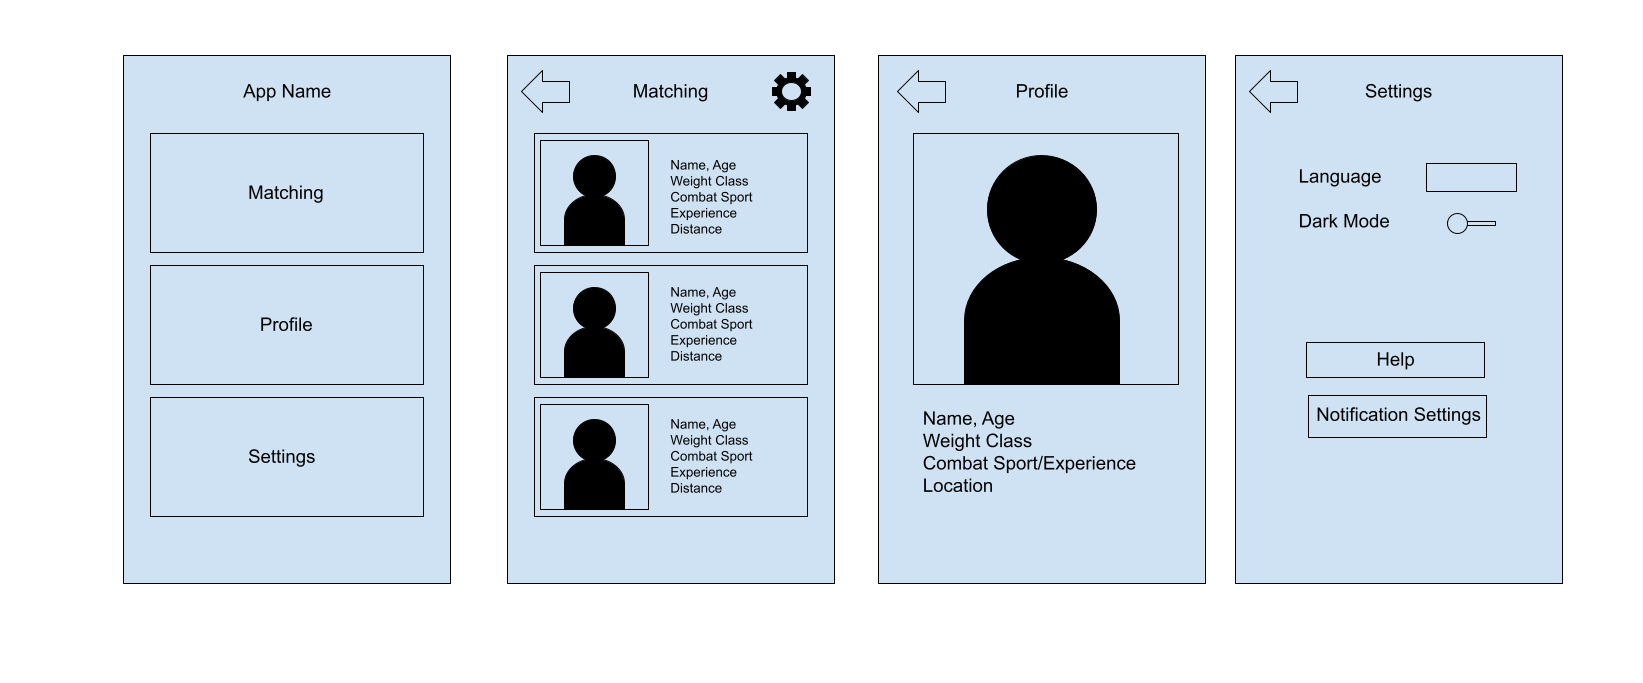 App Name
Matching
Profile
Settings
Matching
Name, Age
Weight Class
Combat Sport
Experience
Distance
Name, Age
Weight Class
Combat Sport
Experience
Distance
Name, Age
Weight Class
Combat Sport
Experience
Distance
Profile
Name, Age
Weight Class
Combat Sport/Experience
Location
Settings
Language
Dark Mode
Help
Notification Settings